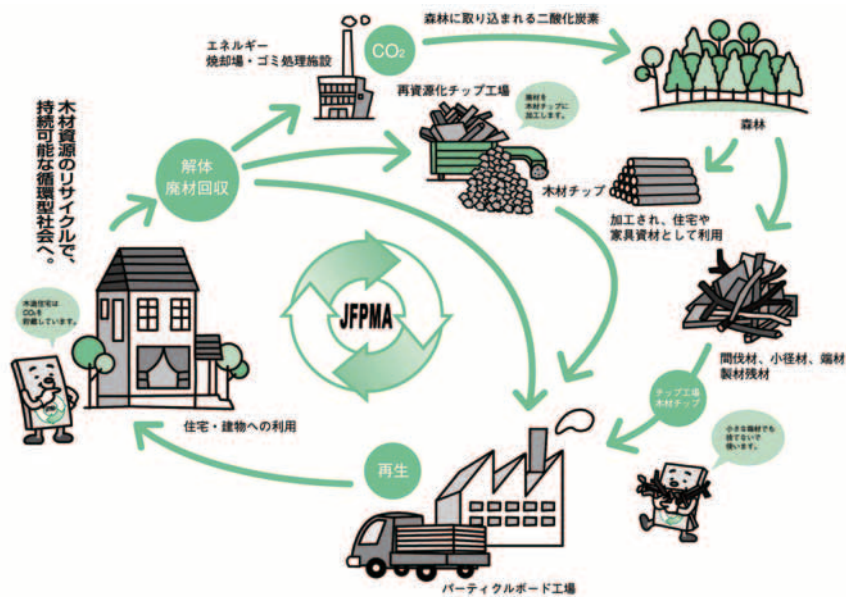 木材資源のリサイクルで、
持続可能な循環型社会へ。
エネルギー
焼却場・ゴミ処理施設
CO₂
森林に取り込まれる二酸化炭素
森林
再資源化チップ工場
廃材を
木材チップに
加工します。
解体
廃材回収
木材チップ
加工され、住宅や
家具資材として利用
JFPMA
木造住宅は
CO₂を
貯蔵しています。
住宅・建物への利用
間伐材、小径材、端材
製材残材
チップ工場
木材チップ
小さな端材でも
捨てないで
使います。
再生
パーティクルボード工場